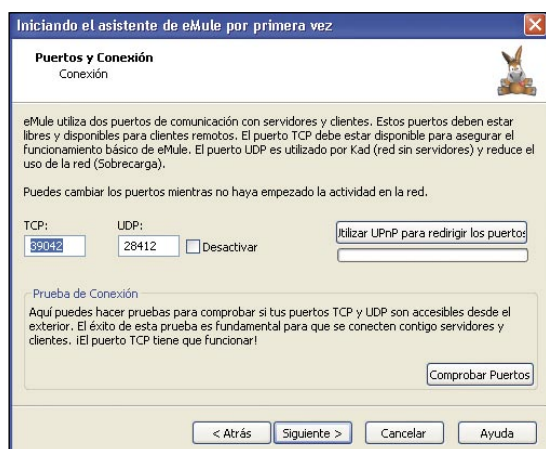 Iniciando el asistente de eMule por primera vez
Puertos y Conexión
Conexión
eMule utiliza dos puertos de comunicación con servidores y clientes. Estos puertos deben estar
libres y disponibles para clientes remotos. El puerto TCP debe estar disponible para asegurar el
funcionamiento básico de eMule. El puerto UDP es utilizado por Kad (red sin servidores) y reduce el
uso de la red (Sobrecarga).
Puedes cambiar los puertos mientras no haya empezado la actividad en la red.
TCP: UDP:
39042 28412 Desactivar Utilizar UPnP para redirigir los puertos
Prueba de Conexión
Aquí puedes hacer pruebas para comprobar si tus puertos TCP y UDP son accesibles desde el
exterior. El éxito de esta prueba es fundamental para que se conecten contigo servidores y
clientes. ¡El puerto TCP tiene que funcionar!
Comprobar Puertos
< Atrás Siguiente > Cancelar Ayuda